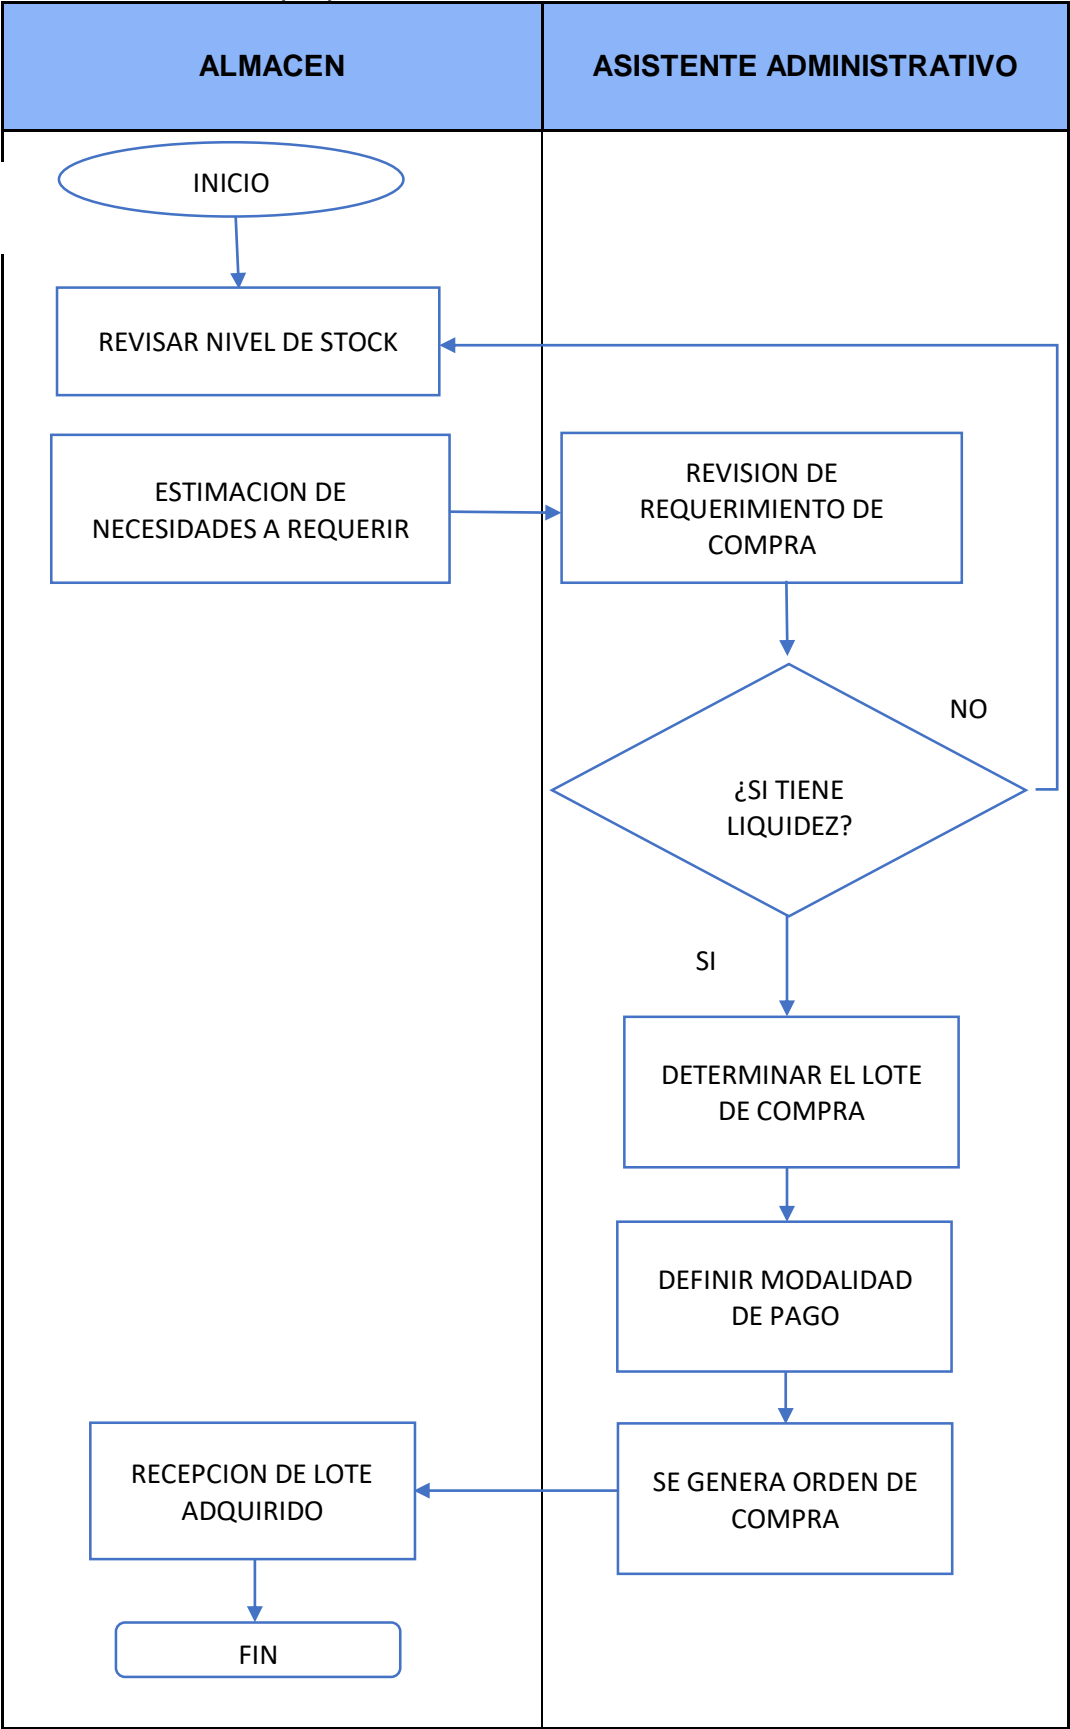 ALMACEN
ASISTENTE ADMINISTRATIVO
INICIO
REVISAR NIVEL DE STOCK
ESTIMACION DE
NECESIDADES A REQUERIR
REVISION DE
REQUERIMIENTO DE
COMPRA
NO
¿SI TIENE
LIQUIDEZ?
SI
DETERMINAR EL LOTE
DE COMPRA
DEFINIR MODALIDAD
DE PAGO
RECEPCION DE LOTE
ADQUIRIDO
SE GENERA ORDEN DE
COMPRA
FIN